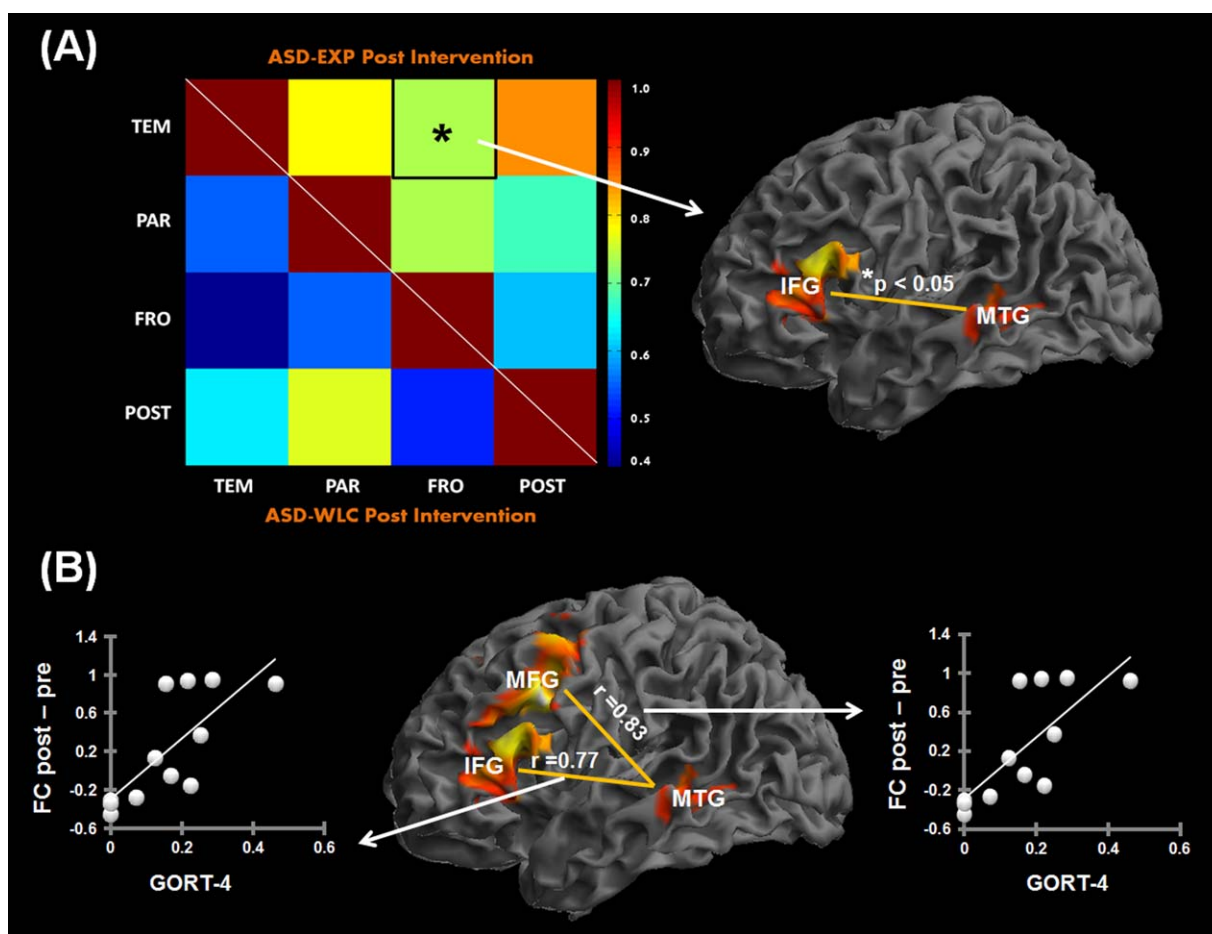 (A)
ASD-EXP Post Intervention
TEM
PAR
FRO
POST
*
1.0
0.9
0.8
0.7
0.6
0.5
0.4
TEM PAR FRO POST
ASD-WLC Post Intervention
IFG
*p < 0.05
MTG
(B)
FC post – pre
1.4
1
0.6
0.2
-0.2
-0.6
0 0.2 0.4 0.6
GORT-4
MFG
r =0.83
IFG
r =0.77
MTG
FC post – pre
1.4
1
0.6
0.2
-0.2
-0.6
0 0.2 0.4 0.6
GORT-4